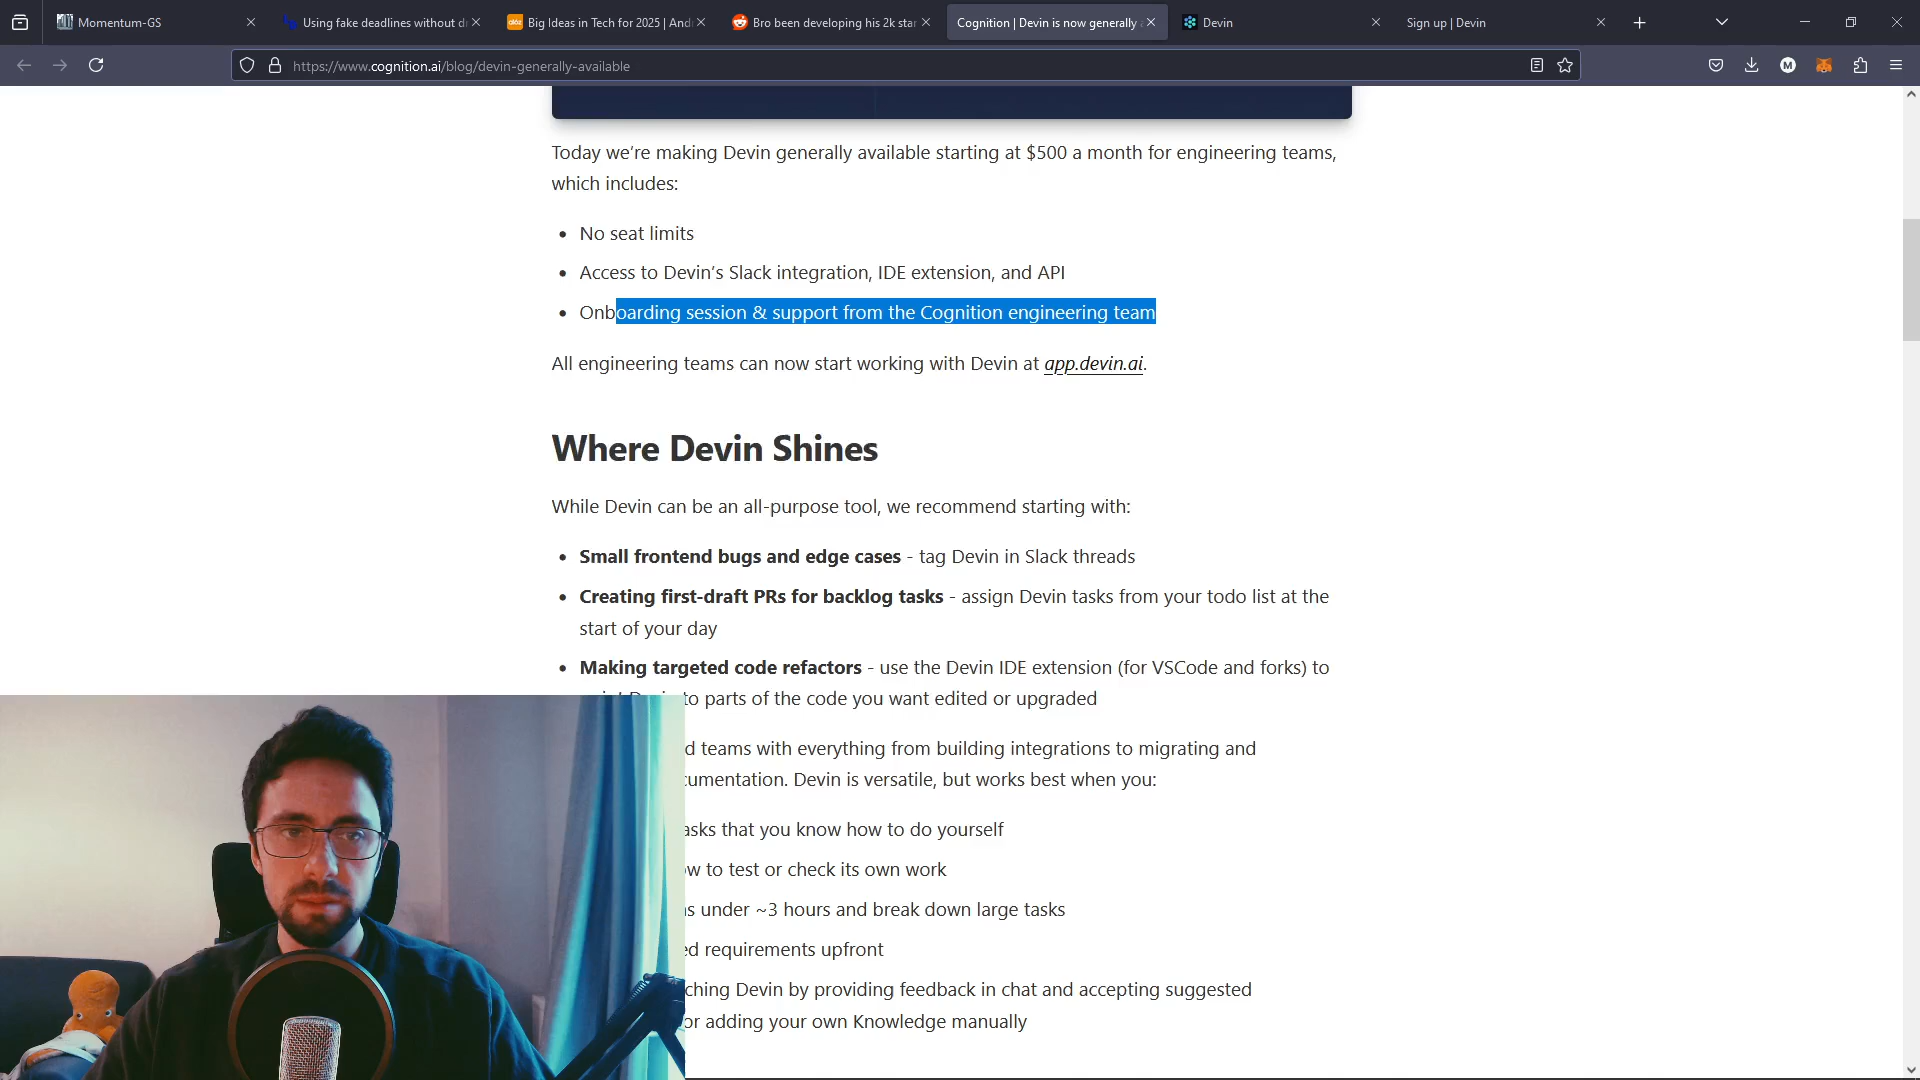 Momentum-GS
Using fake deadlines without dr
Big Ideas in Tech for 2025 | And
Bro been developing his 2k star
Cognition | Devin is now generally a
Devin
Sign up | Devin
https://www.cognition.ai/blog/devin-generally-available
M
Today we’re making Devin generally available starting at $500 a month for engineering teams,
which includes:
• No seat limits
• Access to Devin’s Slack integration, IDE extension, and API
• Onboarding session & support from the Cognition engineering team
All engineering teams can now start working with Devin at app.devin.ai.
Where Devin Shines
While Devin can be an all-purpose tool, we recommend starting with:
• Small frontend bugs and edge cases - tag Devin in Slack threads
• Creating first-draft PRs for backlog tasks - assign Devin tasks from your todo list at the
start of your day
• Making targeted code refactors - use the Devin IDE extension (for VSCode and forks) to
to parts of the code you want edited or upgraded
d teams with everything from building integrations to migrating and
cumentation. Devin is versatile, but works best when you:
asks that you know how to do yourself
ow to test or check its own work
ns under ~3 hours and break down large tasks
ed requirements upfront
ching Devin by providing feedback in chat and accepting suggested
or adding your own Knowledge manually